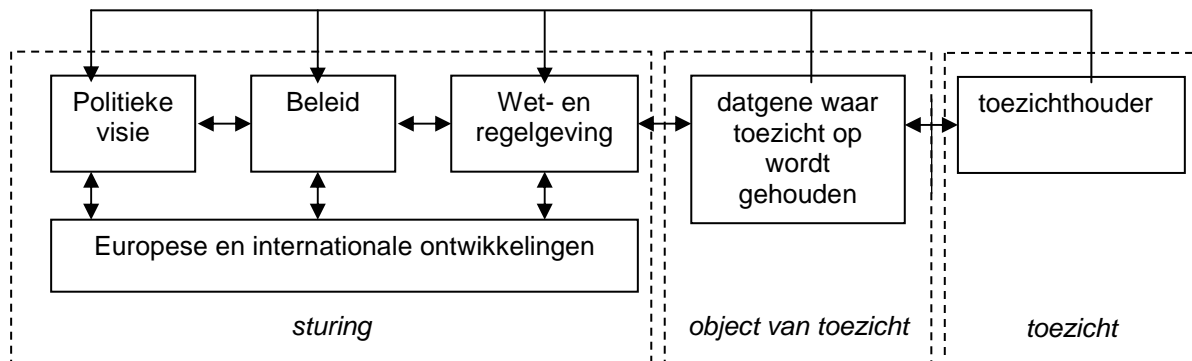 Politieke
visie
Beleid
Wet- en
regelgeving
datgene waar
toezicht op
wordt
gehouden
toezichthouder
Europese en internationale ontwikkelingen
sturing
object van toezicht
toezicht